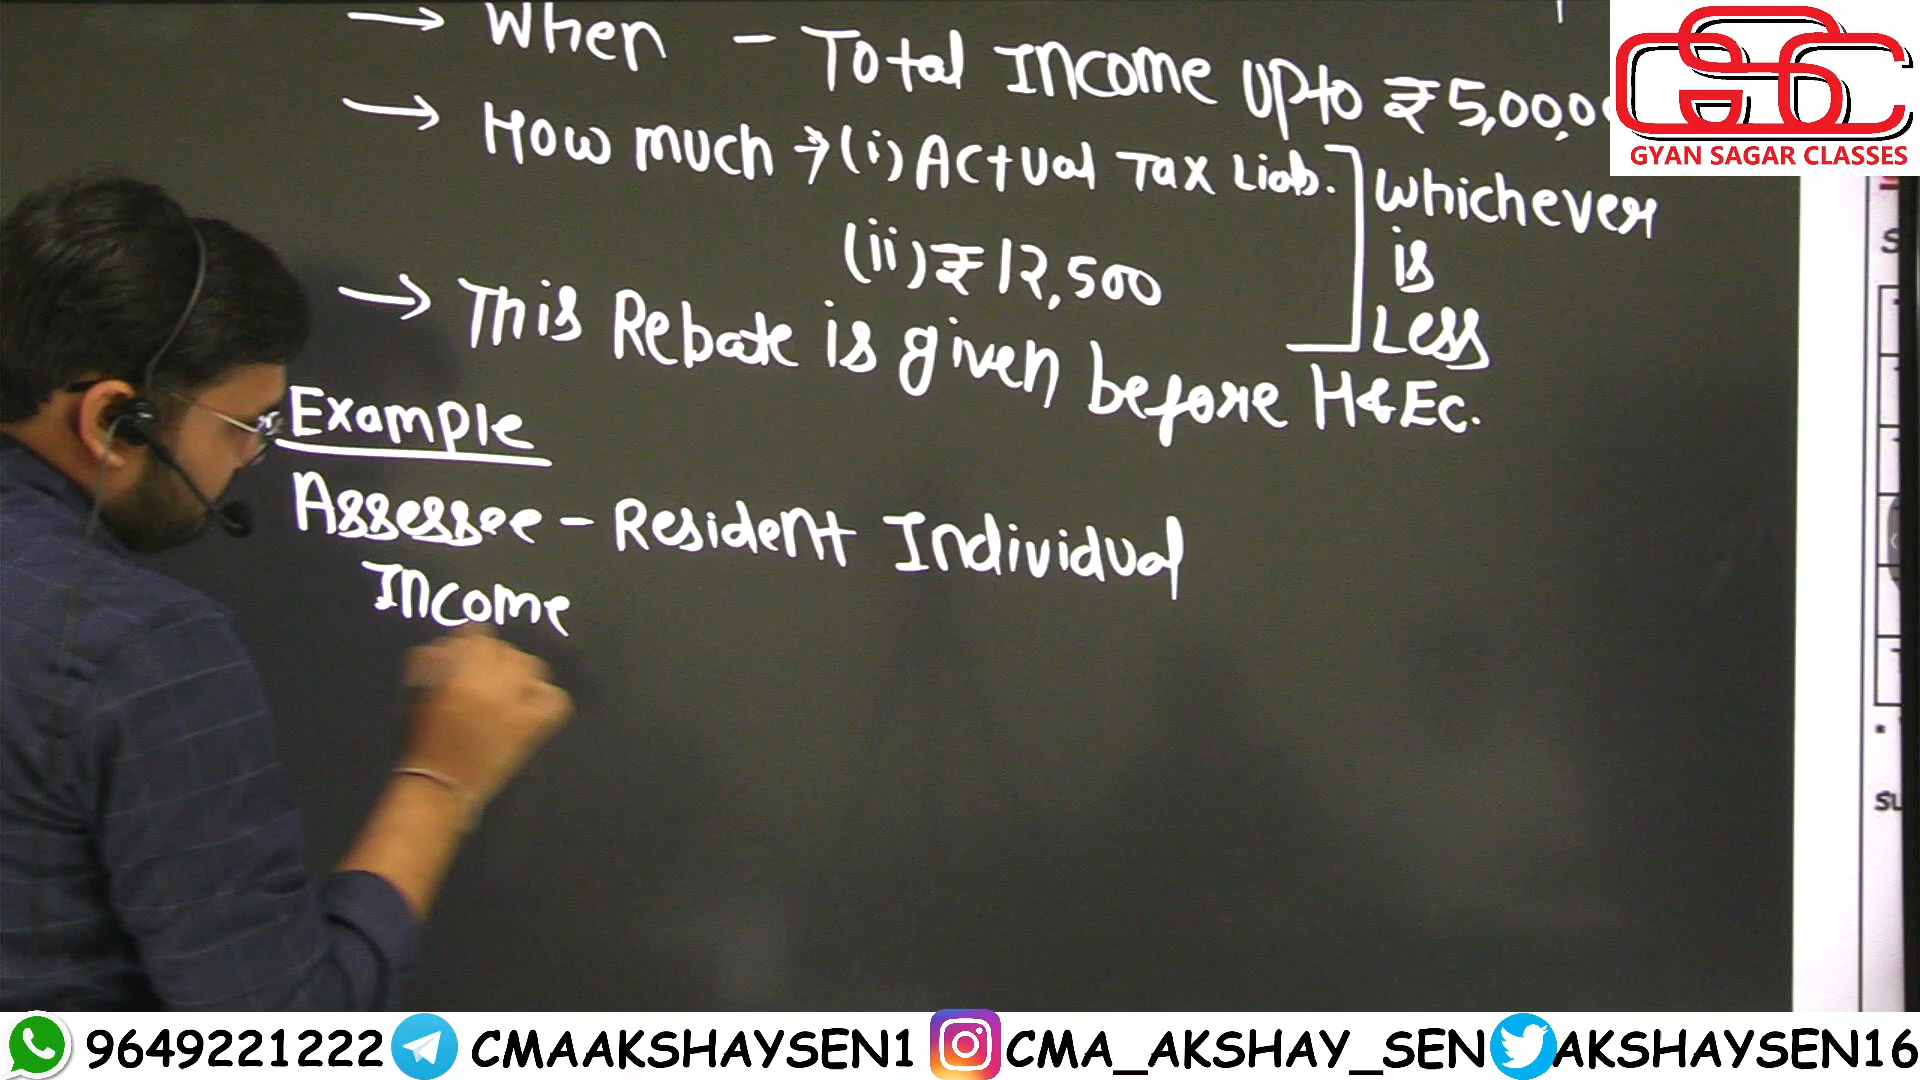 → When - Total Income upto ₹5,00,0
→ How much → (i) Actual Tax Liab.
(ii) ₹12,500
whichever
is
Less
→ This Rebate is given before H&Ec.
Example
Assessee - Resident Individual
Income
GSC
GYAN SAGAR CLASSES
9649221222 CMAAKSHAYSEN1 CMA_AKSHAY_SEN AKSHAYSEN16